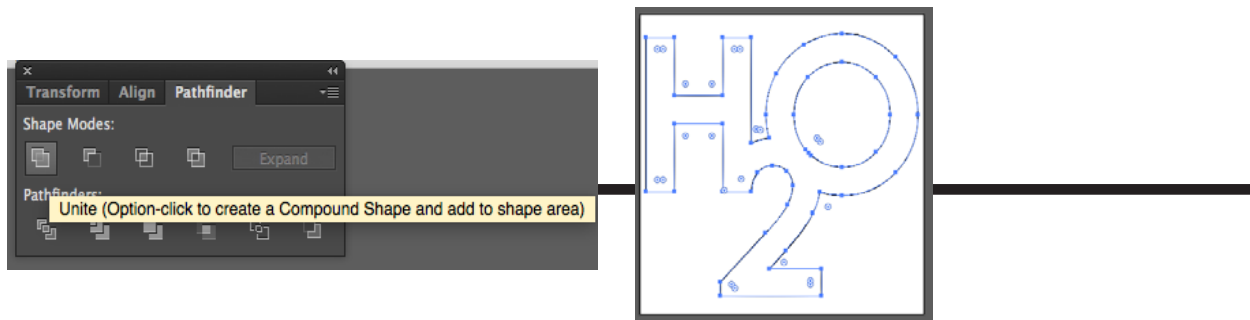 Transform Align Pathfinder
Shape Modes:
Expand
Pathfinders:
Unite (Option-click to create a Compound Shape and add to shape area)
HO
2